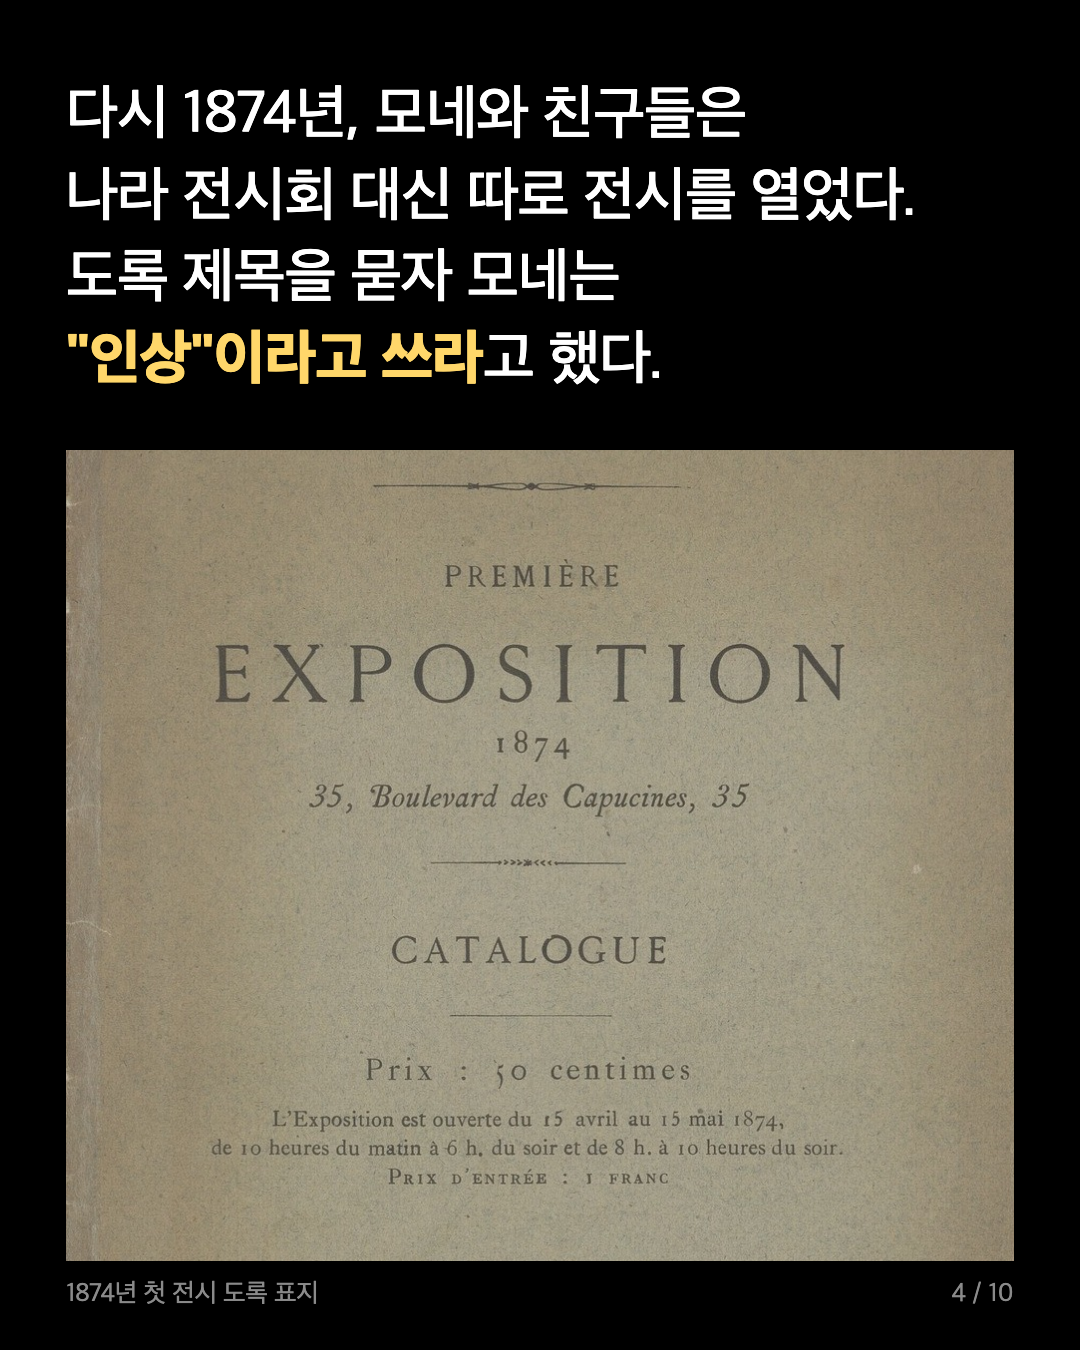 다시 1874년, 모네와 친구들은
나라 전시회 대신 따로 전시를 열었다.
도록 제목을 묻자 모네는
"인상"이라고 쓰라고 했다.
PREMIÈRE
EXPOSITION
1874
35, Boulevard des Capucines, 35
CATALOGUE
Prix : 50 centimes
L'Exposition est ouverte du 15 avril au 15 mai 1874,
de 10 heures du matin à 6 h. du soir et de 8 h. à 10 heures du soir.
PRIX D'ENTRÉE : 1 FRANC
1874년 첫 전시 도록 표지
4 / 10